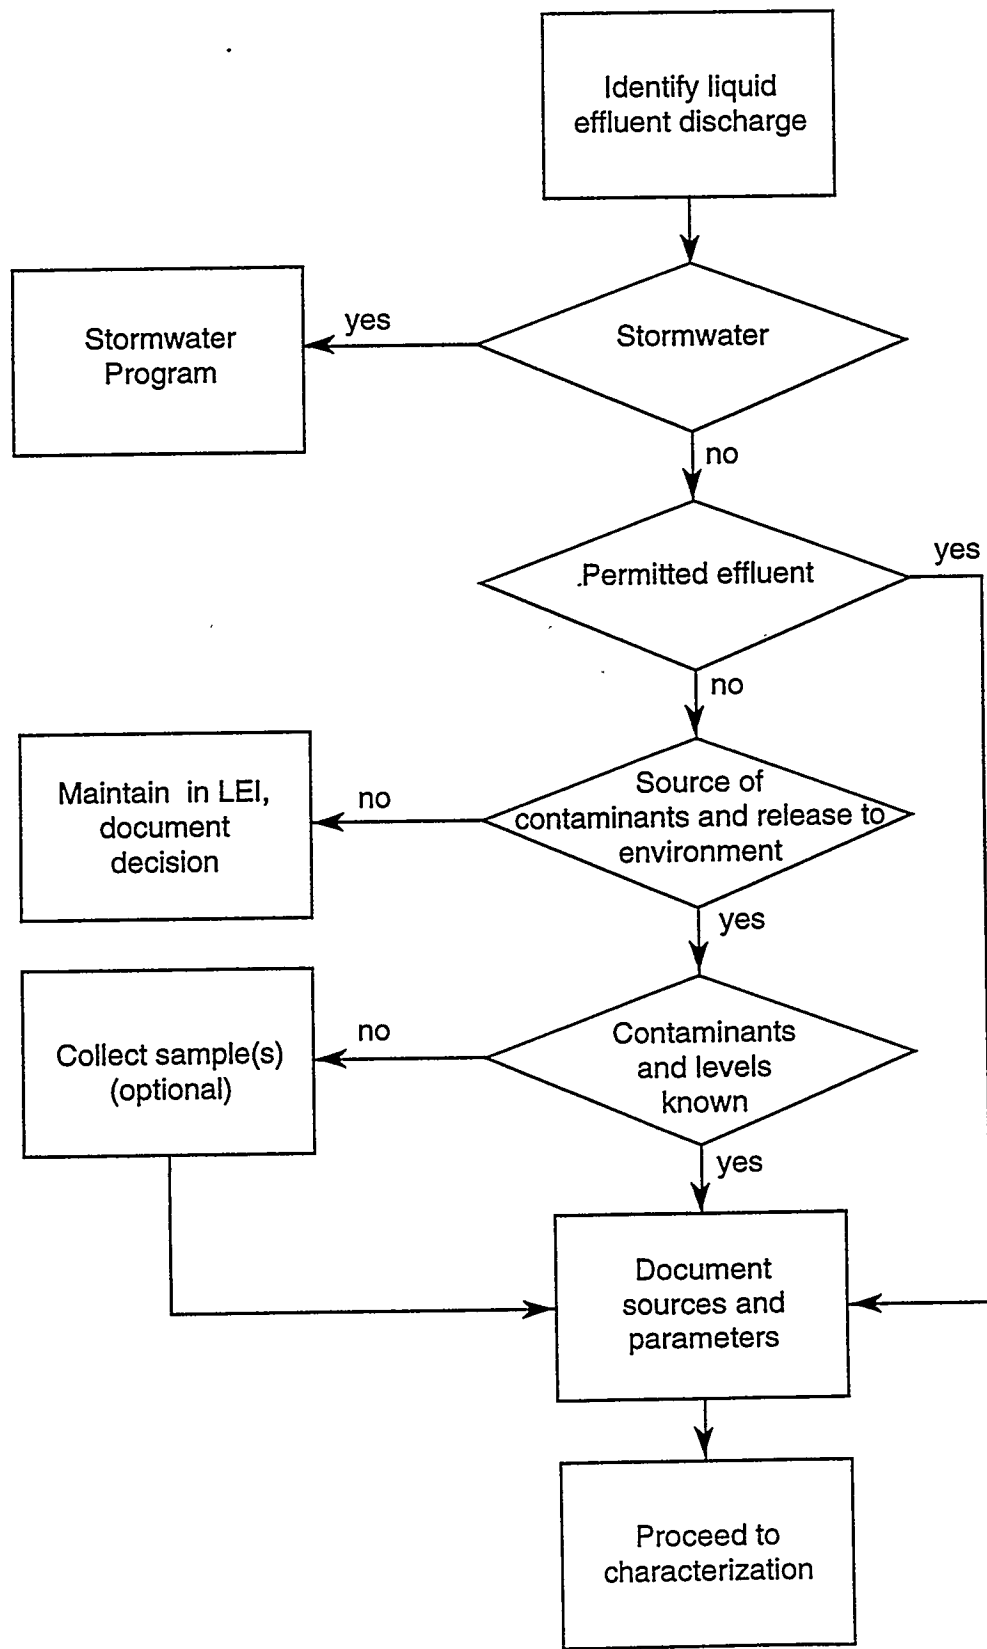 Identify liquid
effluent discharge
Stormwater
yes
Stormwater
Program
no
Permitted effluent
yes
no
Source of
contaminants and release to
environment
no
Maintain in LEI,
document
decision
yes
Contaminants
and levels
known
no
Collect sample(s)
(optional)
yes
Document
sources and
parameters
Proceed to
characterization